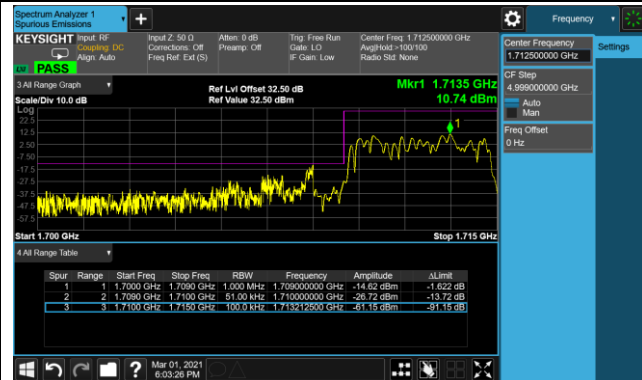 Spectrum Analyzer 1
Spurious Emissions
+
Frequency
KEYSIGHT
Input: RF
Coupling: DC
Align: Auto
Input Z: 50 Ω
Corrections: Off
Freq Ref: Ext (S)
Atten: 0 dB
Preamp: Off
Trig: Free Run
Gate: LO
IF Gain: Low
Center Freq: 1.712500000 GHz
Avg|Hold:>100/100
Radio Std: None
PASS
Center Frequency
1.712500000 GHz
Settings
CF Step
4.999000000 GHz
Auto
Man
Freq Offset
0 Hz
3 All Range Graph
Scale/Div 10.0 dB
Ref Lvl Offset 32.50 dB
Ref Value 32.50 dBm
Mkr1 1.7135 GHz
10.74 dBm
Log
22.5
12.5
2.50
-7.50
-17.5
-27.5
-37.5
-47.5
-57.5
1
Start 1.700 GHz
Stop 1.715 GHz
4 All Range Table
Spur Range Start Freq Stop Freq RBW Frequency Amplitude ΔLimit
1 1 1.7000 GHz 1.7090 GHz 1.000 MHz 1.709000000 GHz -14.62 dBm -1.622 dB
2 2 1.7090 GHz 1.7100 GHz 51.00 kHz 1.710000000 GHz -26.72 dBm -13.72 dB
3 3 1.7100 GHz 1.7150 GHz 100.0 kHz 1.713212500 GHz -61.15 dBm -91.15 dB
?
Mar 01, 2021
6:03:26 PM